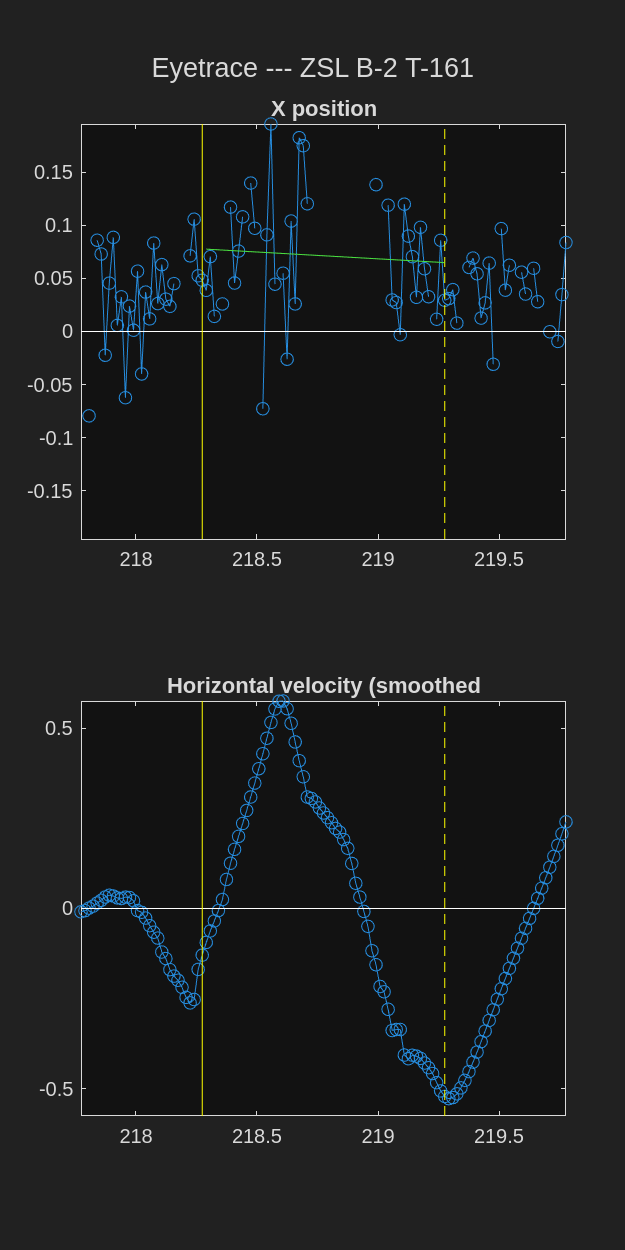 Eyetrace --- ZSL B-2 T-161
X position
0.15
0.1
0.05
0
-0.05
-0.1
-0.15
218 218.5 219 219.5
Horizontal velocity (smoothed
0.5
0
-0.5
218 218.5 219 219.5